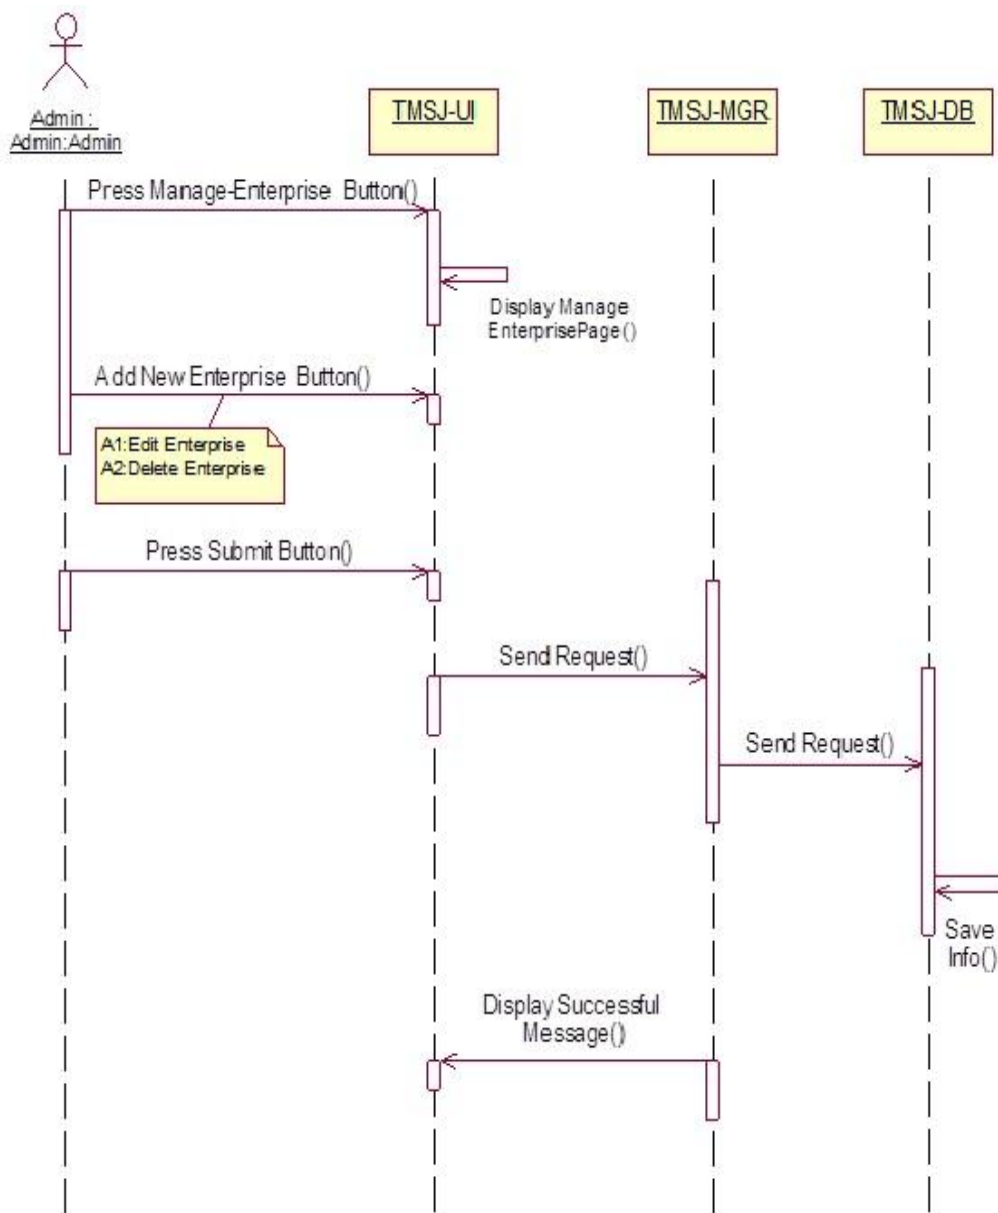 Admin :
Admin:Admin
TMSJ-UI
TMSJ-MGR
TMSJ-DB
Press Manage-Enterprise Button()
Display Manage
EnterprisePage()
Add New Enterprise Button()
A1:Edit Enterprise
A2:Delete Enterprise
Press Submit Button()
Send Request()
Send Request()
Save
Info()
Display Successful
Message()